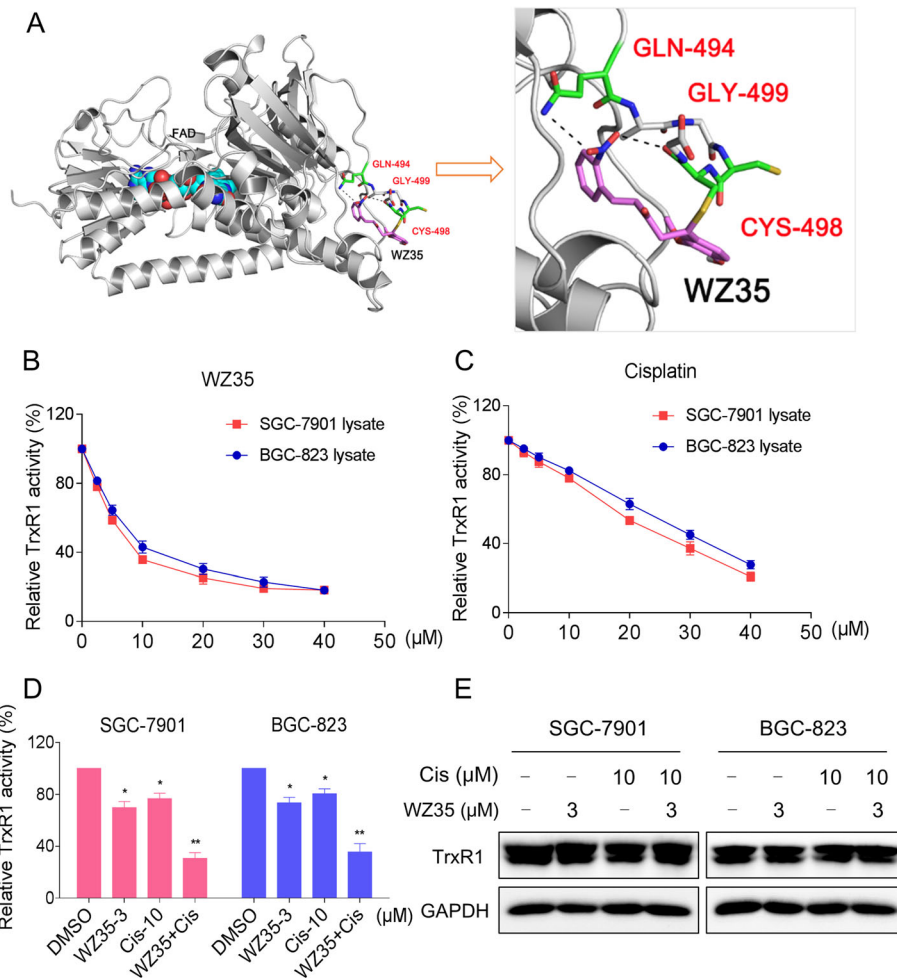 A
FAD
GLN-494
GLY-499
CYS-498
WZ35
GLN-494
GLY-499
CYS-498
WZ35
B
WZ35
Relative TrxR1 activity (%)
120
80
40
0
SGC-7901 lysate
BGC-823 lysate
0 10 20 30 40 50 (μM)
C
Cisplatin
Relative TrxR1 activity (%)
120
80
40
0
SGC-7901 lysate
BGC-823 lysate
0 10 20 30 40 50 (μM)
D
SGC-7901 BGC-823
Relative TrxR1 activity (%)
120
80
40
0
* * ** * * **
DMSO WZ35-3 Cis-10 WZ35+Cis DMSO WZ35-3 Cis-10 WZ35+Cis (μM)
E
SGC-7901 BGC-823
Cis (μM) – – 10 10 – – 10 10
WZ35 (μM) – 3 – 3 – 3 – 3
TrxR1
GAPDH